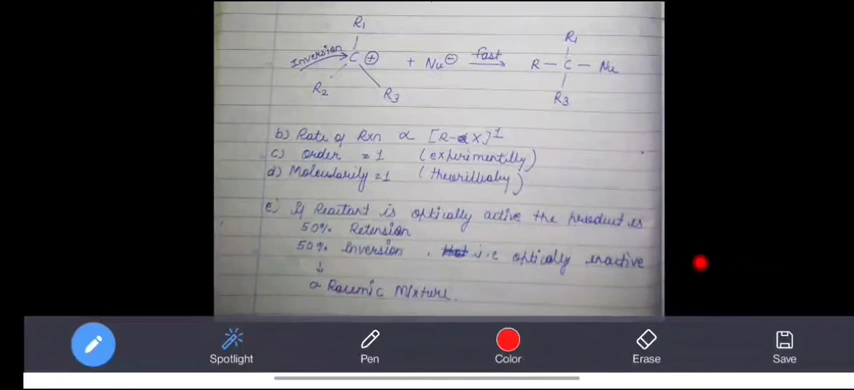 R1
Inversion C ⊕ + Nu⊖ fast
R2 R3
R1
R — C — Nu
R3
b) Rate of Rxn ∝ [R-X]^1
c) order = 1 (experimentilly)
d) Molecularity = 1 (theorillicaly)
e) If Reactant is optically active the product is
50% Retension
50% Inversion , i.e optically inactive
↓
a Racemic Mixture.
Spotlight
Pen
Color
Erase
Save